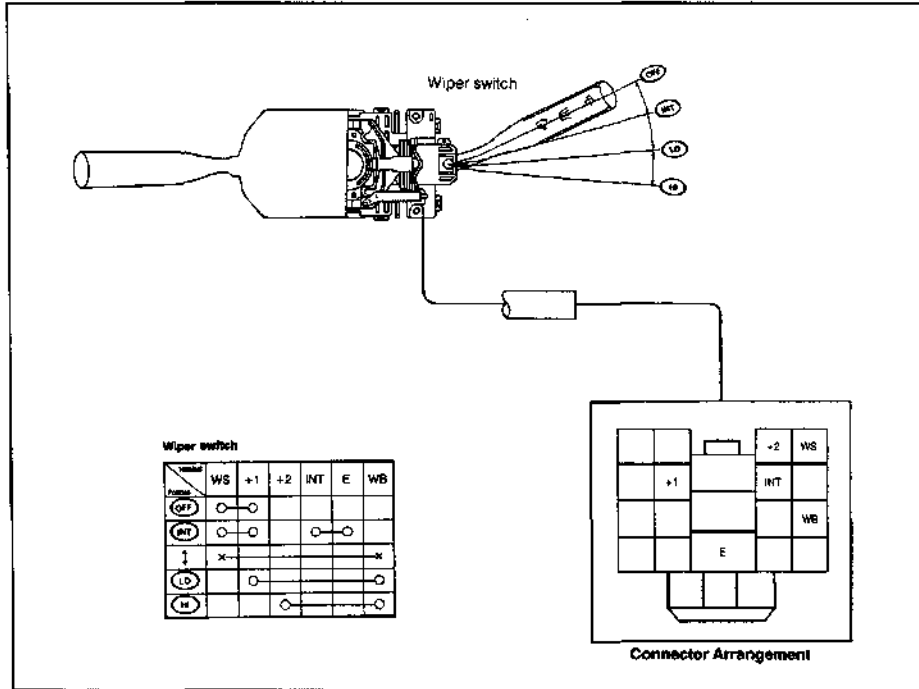 Wiper switch
OFF
INT
LO
HI
+2 WS
+1 INT
WB
E
Connector Arrangement
Wiper switch
WS +1 +2 INT E WB
OFF
INT
LO
HI